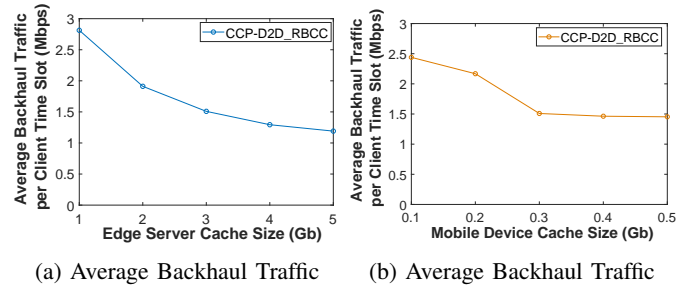 Average Backhaul Traffic
per Client Time Slot (Mbps)
3
2.5
2
1.5
1
0.5
0
CCP-D2D_RBCC
1 2 3 4 5
Edge Server Cache Size (Gb)
(a) Average Backhaul Traffic
Average Backhaul Traffic
per Client Time Slot (Mbps)
3
2.5
2
1.5
1
0.5
0
CCP-D2D_RBCC
0.1 0.2 0.3 0.4 0.5
Mobile Device Cache Size (Gb)
(b) Average Backhaul Traffic